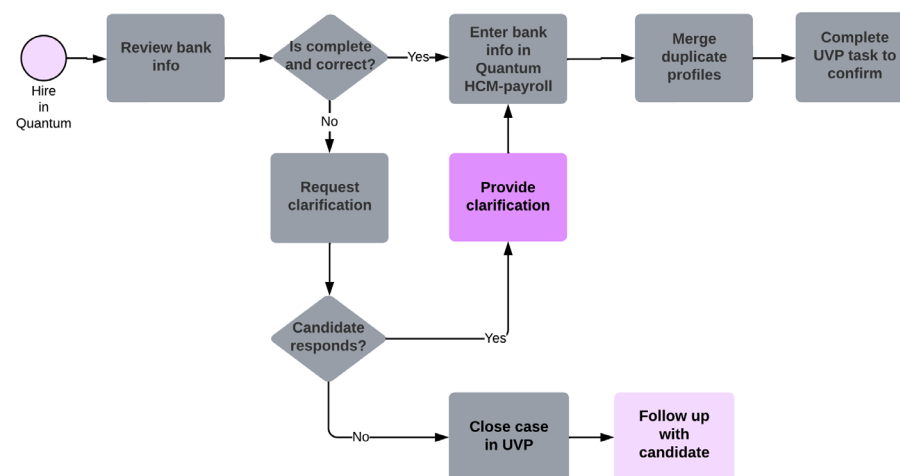 Hire
in
Quantum
Review bank
info
Is complete
and correct?
Yes
Enter bank
info in
Quantum
HCM-payroll
Merge
duplicate
profiles
Complete
UVP task to
confirm
No
Request
clarification
Provide
clarification
Candidate
responds?
Yes
No
Close case
in UVP
Follow up
with
candidate